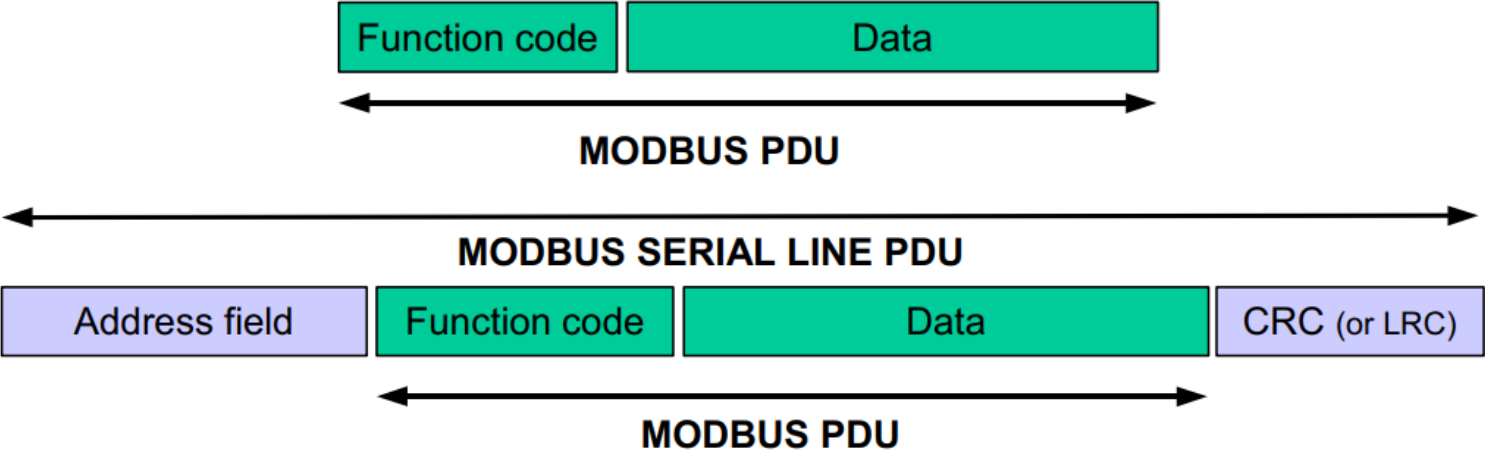 Function code Data
MODBUS PDU
MODBUS SERIAL LINE PDU
Address field Function code Data CRC (or LRC)
MODBUS PDU